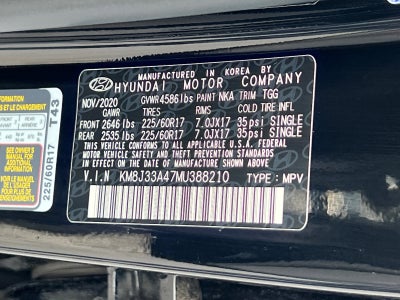 MANUFACTURED IN KOREA BY
HYUNDAI MOTOR COMPANY
NOV/2020 GVWR 4586 lbs PAINT NKA TRIM TGG
GAWR TIRES RIMS COLD TIRE INFL
FRONT 2646 lbs 225/60R17 7.0JX17 35psi SINGLE
REAR 2535 lbs 225/60R17 7.0JX17 35psi SINGLE
THIS VEHICLE CONFORMS TO ALL APPLICABLE U.S.A. FEDERAL
MOTOR VEHICLE SAFETY, BUMPER, AND THEFT
PREVENTION STANDARDS IN EFFECT ON THE
DATE OF MANUFACTURE SHOWN ABOVE.
V.I.N KM8J33A47MU388210 TYPE: MPV
T43
225/60R17